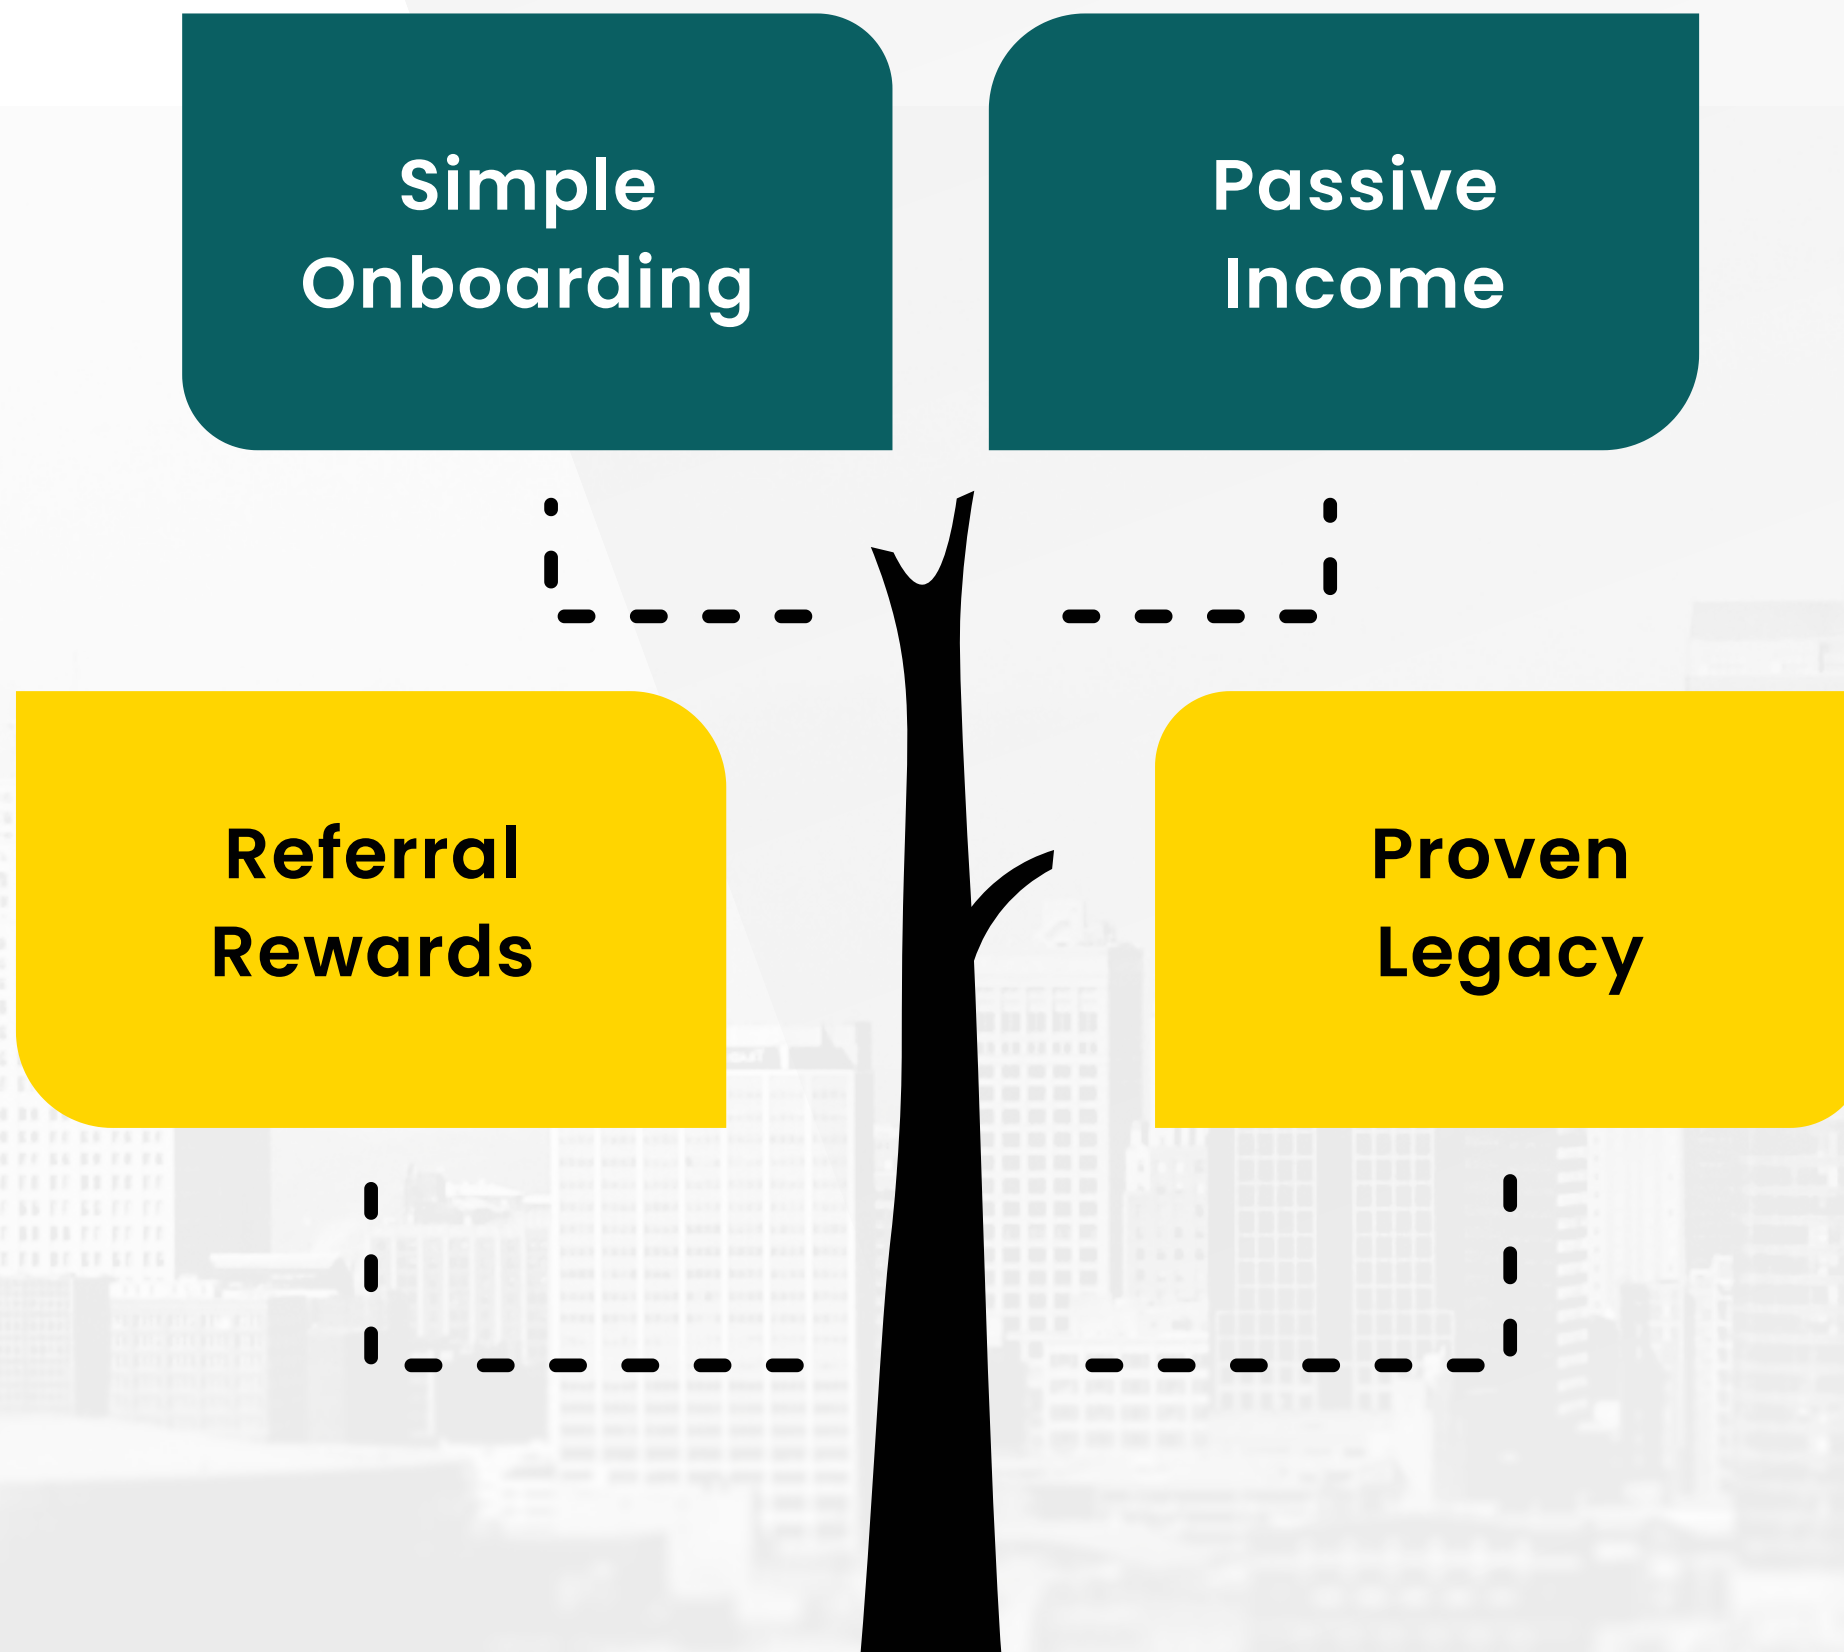 Simple
Onboarding
Passive
Income
Referral
Rewards
Proven
Legacy